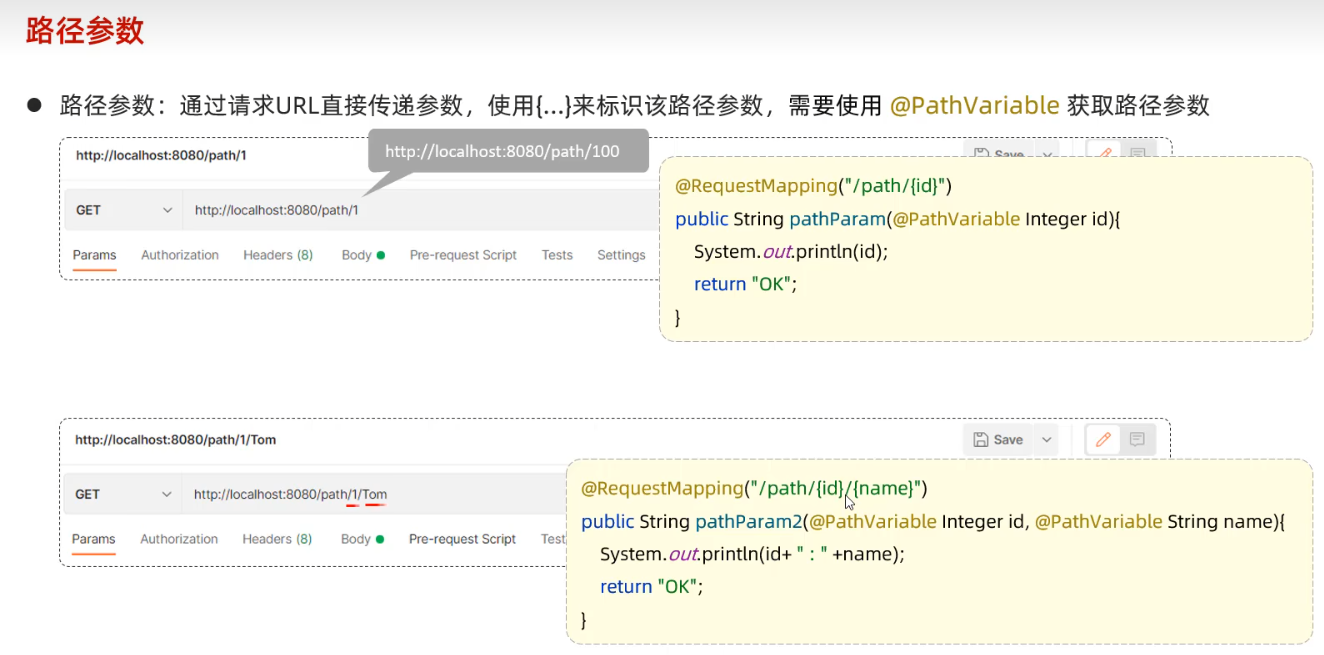 路径参数
● 路径参数：通过请求URL直接传递参数，使用{...}来标识该路径参数，需要使用 @PathVariable 获取路径参数
http://localhost:8080/path/1
http://localhost:8080/path/100
Save
GET http://localhost:8080/path/1
Params Authorization Headers (8) Body Pre-request Script Tests Settings
@RequestMapping("/path/{id}")
public String pathParam(@PathVariable Integer id){
System.out.println(id);
return "OK";
}
http://localhost:8080/path/1/Tom
Save
GET http://localhost:8080/path/1/Tom
Params Authorization Headers (8) Body Pre-request Script Test
@RequestMapping("/path/{id}/{name}")
public String pathParam2(@PathVariable Integer id, @PathVariable String name){
System.out.println(id+ " : " +name);
return "OK";
}